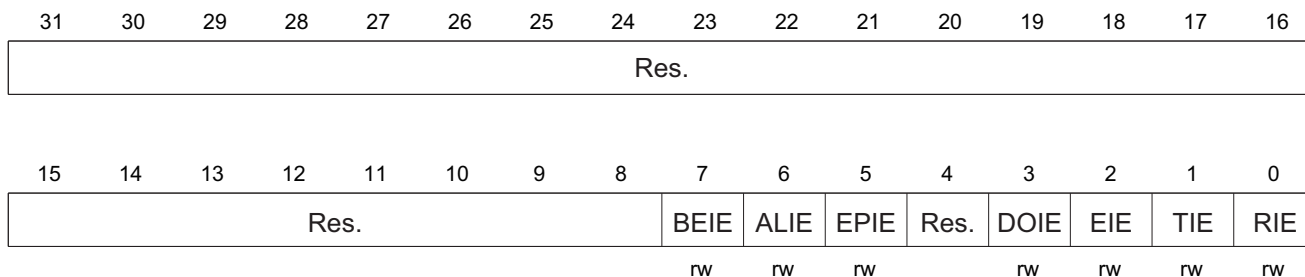 31 30 29 28 27 26 25 24 23 22 21 20 19 18 17 16
Res.
15 14 13 12 11 10 9 8 7 6 5 4 3 2 1 0
Res. BEIE ALIE EPIE Res. DOIE EIE TIE RIE
rw rw rw rw rw rw rw